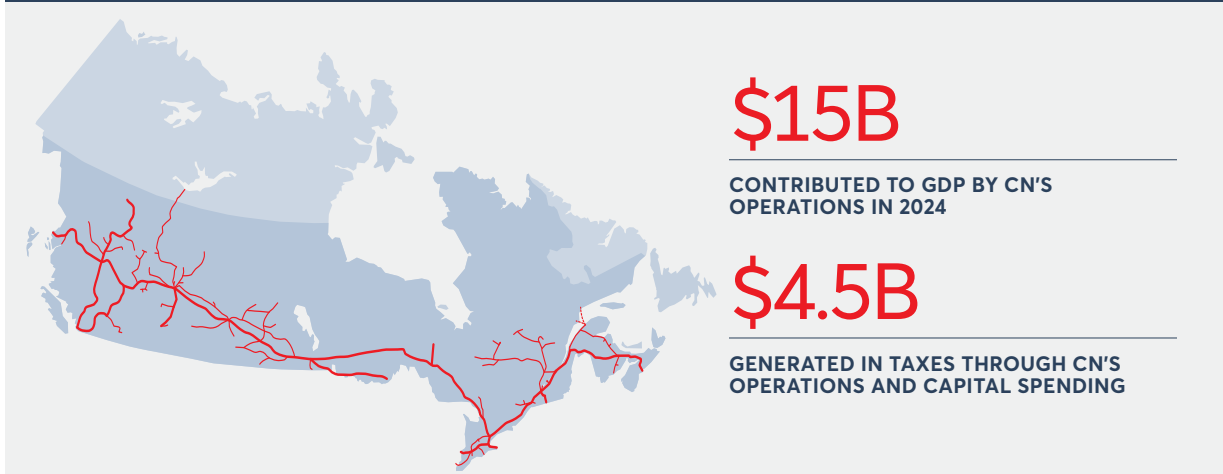 $15B
CONTRIBUTED TO GDP BY CN'S
OPERATIONS IN 2024
$4.5B
GENERATED IN TAXES THROUGH CN'S
OPERATIONS AND CAPITAL SPENDING